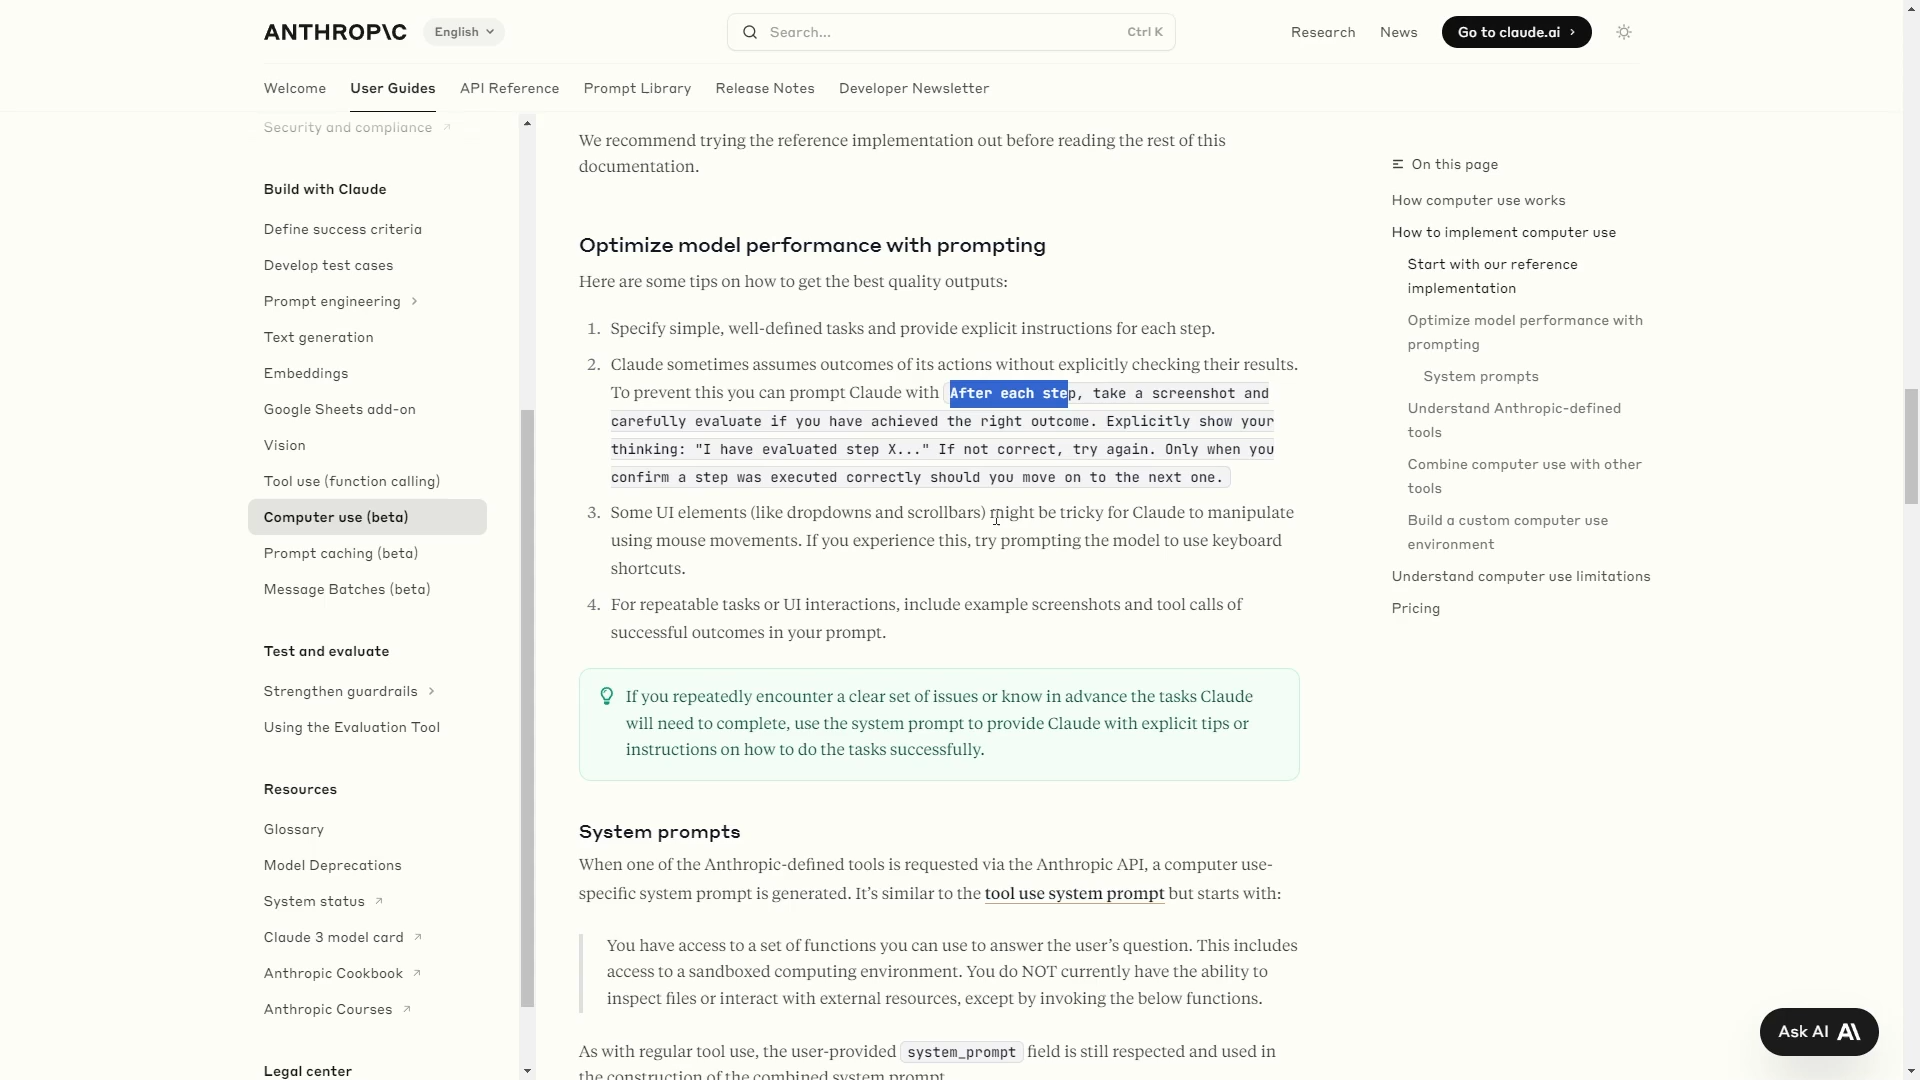 ANTHROP\C
English
Search...
Ctrl K
Research
News
Go to claude.ai
Welcome
User Guides
API Reference
Prompt Library
Release Notes
Developer Newsletter
Security and compliance
Build with Claude
Define success criteria
Develop test cases
Prompt engineering
Text generation
Embeddings
Google Sheets add-on
Vision
Tool use (function calling)
Computer use (beta)
Prompt caching (beta)
Message Batches (beta)
Test and evaluate
Strengthen guardrails
Using the Evaluation Tool
Resources
Glossary
Model Deprecations
System status
Claude 3 model card
Anthropic Cookbook
Anthropic Courses
Legal center
We recommend trying the reference implementation out before reading the rest of this
documentation.
Optimize model performance with prompting
Here are some tips on how to get the best quality outputs:
1. Specify simple, well-defined tasks and provide explicit instructions for each step.
2. Claude sometimes assumes outcomes of its actions without explicitly checking their results.
To prevent this you can prompt Claude with After each step, take a screenshot and
carefully evaluate if you have achieved the right outcome. Explicitly show your
thinking: "I have evaluated step X..." If not correct, try again. Only when you
confirm a step was executed correctly should you move on to the next one.
3. Some UI elements (like dropdowns and scrollbars) might be tricky for Claude to manipulate
using mouse movements. If you experience this, try prompting the model to use keyboard
shortcuts.
4. For repeatable tasks or UI interactions, include example screenshots and tool calls of
successful outcomes in your prompt.
If you repeatedly encounter a clear set of issues or know in advance the tasks Claude
will need to complete, use the system prompt to provide Claude with explicit tips or
instructions on how to do the tasks successfully.
System prompts
When one of the Anthropic-defined tools is requested via the Anthropic API, a computer use-
specific system prompt is generated. It's similar to the tool use system prompt but starts with:
You have access to a set of functions you can use to answer the user's question. This includes
access to a sandboxed computing environment. You do NOT currently have the ability to
inspect files or interact with external resources, except by invoking the below functions.
As with regular tool use, the user-provided system_prompt field is still respected and used in
the construction of the combined system prompt.
On this page
How computer use works
How to implement computer use
Start with our reference
implementation
Optimize model performance with
prompting
System prompts
Understand Anthropic-defined
tools
Combine computer use with other
tools
Build a custom computer use
environment
Understand computer use limitations
Pricing
Ask AI